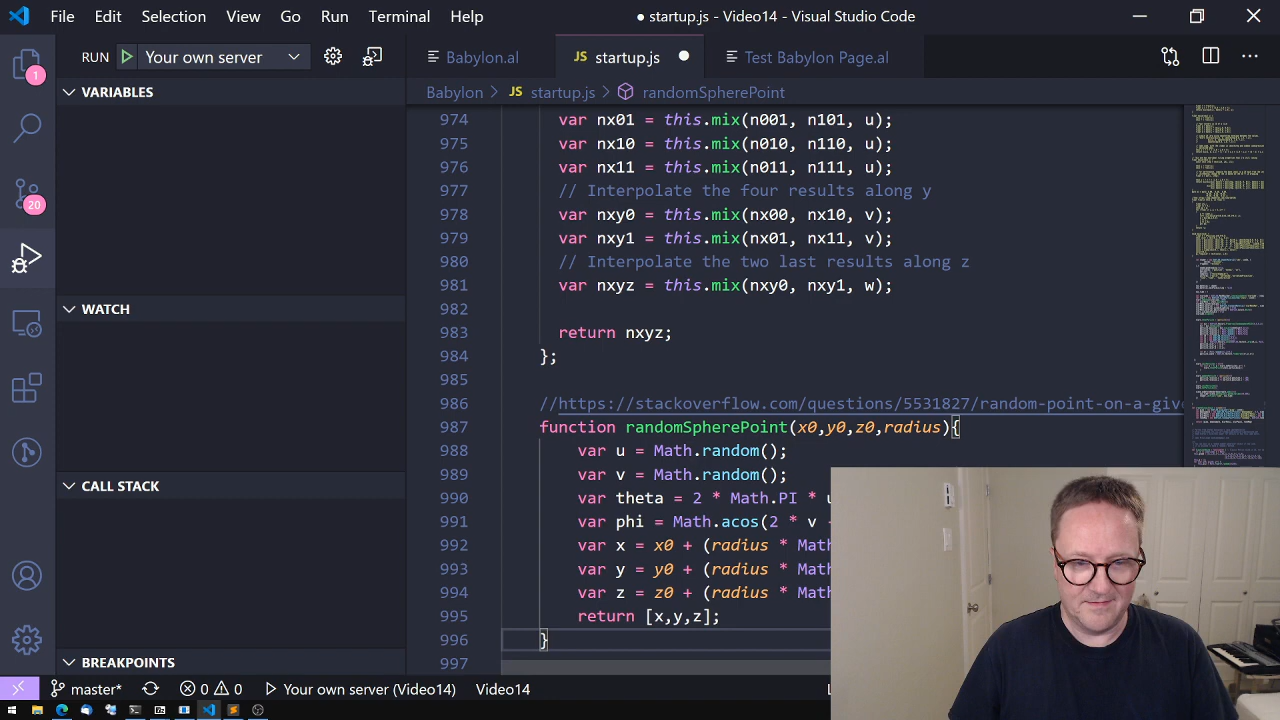 File Edit Selection View Go Run Terminal Help
● startup.js - Video14 - Visual Studio Code
RUN Your own server
Babylon.al
JS startup.js
Test Babylon Page.al
Babylon > JS startup.js > randomSpherePoint
1
20
VARIABLES
WATCH
CALL STACK
BREAKPOINTS
974 var nx01 = this.mix(n001, n101, u);
975 var nx10 = this.mix(n010, n110, u);
976 var nx11 = this.mix(n011, n111, u);
977 // Interpolate the four results along y
978 var nxy0 = this.mix(nx00, nx10, v);
979 var nxy1 = this.mix(nx01, nx11, v);
980 // Interpolate the two last results along z
981 var nxyz = this.mix(nxy0, nxy1, w);
982
983 return nxyz;
984 };
985
986 //https://stackoverflow.com/questions/5531827/random-point-on-a-give
987 function randomSpherePoint(x0,y0,z0,radius){
988 var u = Math.random();
989 var v = Math.random();
990 var theta = 2 * Math.PI * u
991 var phi = Math.acos(2 * v
992 var x = x0 + (radius * Math
993 var y = y0 + (radius * Math
994 var z = z0 + (radius * Math
995 return [x,y,z];
996 }
997
master* 0 0 Your own server (Video14) Video14